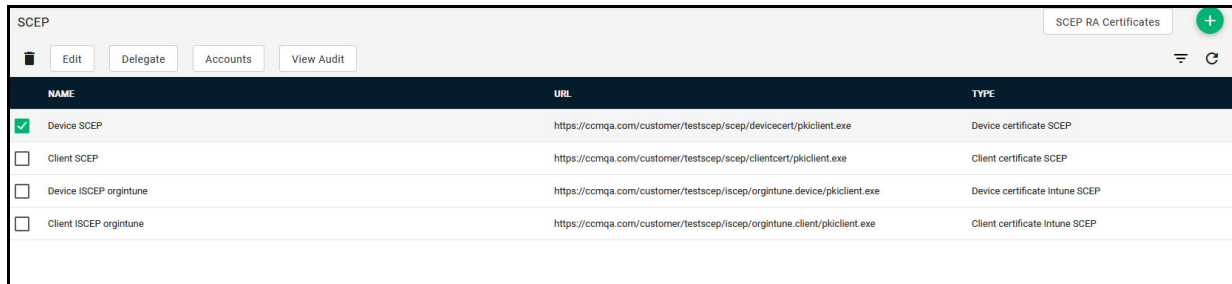 SCEP
SCEP RA Certificates
Edit Delegate Accounts View Audit
NAME URL TYPE
Device SCEP https://ccmqa.com/customer/testscep/scep/devicecert/pkiclient.exe Device certificate SCEP
Client SCEP https://ccmqa.com/customer/testscep/scep/clientcert/pkiclient.exe Client certificate SCEP
Device ISCEP orgintune https://ccmqa.com/customer/testscep/iscep/orgintune.device/pkiclient.exe Device certificate Intune SCEP
Client ISCEP orgintune https://ccmqa.com/customer/testscep/iscep/orgintune.client/pkiclient.exe Client certificate Intune SCEP